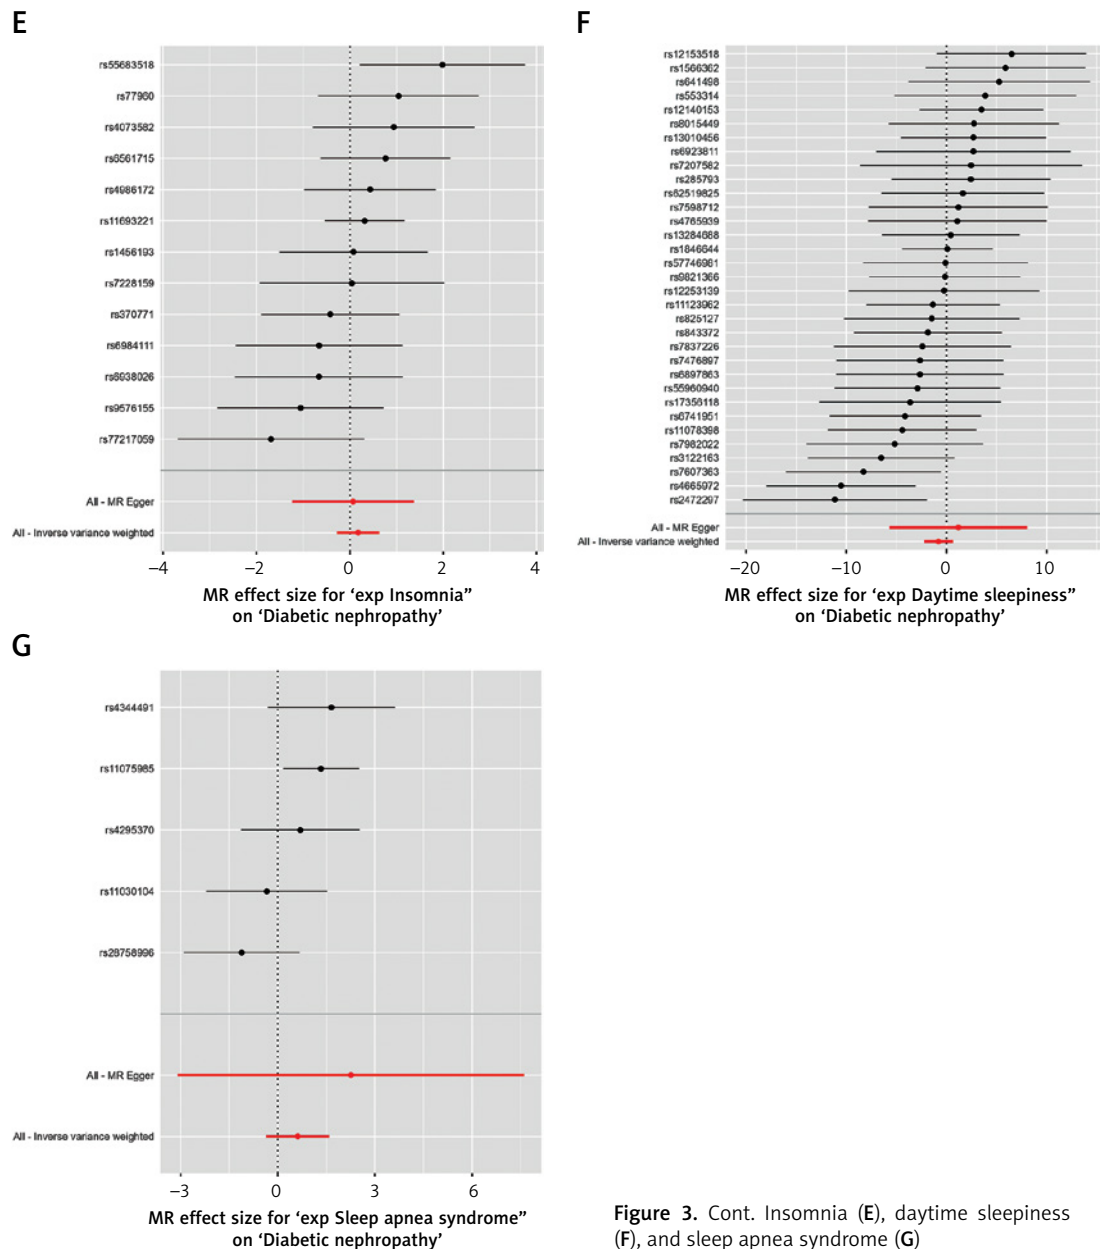 E
rs55683518
rs77960
rs4073582
rs6561715
rs4986172
rs11693221
rs1456193
rs7228159
rs370771
rs6984111
rs8938026
rs9576155
rs77217059
All - MR Egger
All - Inverse variance weighted
−4 −2 0 2 4
MR effect size for ‘exp Insomnia”
on ‘Diabetic nephropathy’
F
rs12153518
rs1566362
rs641498
rs553314
rs12140153
rs8015449
rs13010456
rs6923811
rs7207582
rs285793
rs62519825
rs7598712
rs4765939
rs13284688
rs1846644
rs57746981
rs9821366
rs12253139
rs11123962
rs825127
rs843372
rs7837226
rs7476897
rs6897863
rs55960940
rs17356118
rs6741951
rs11078398
rs7982022
rs3122163
rs7607363
rs4665972
rs2472297
All - MR Egger
All - Inverse variance weighted
−20 −10 0 10
MR effect size for ‘exp Daytime sleepiness”
on ‘Diabetic nephropathy’
G
rs4344491
rs11075985
rs4295370
rs11030104
rs28758996
All - MR Egger
All - Inverse variance weighted
−3 0 3 6
MR effect size for ‘exp Sleep apnea syndrome”
on ‘Diabetic nephropathy’
Figure 3. Cont. Insomnia (E), daytime sleepiness
(F), and sleep apnea syndrome (G)